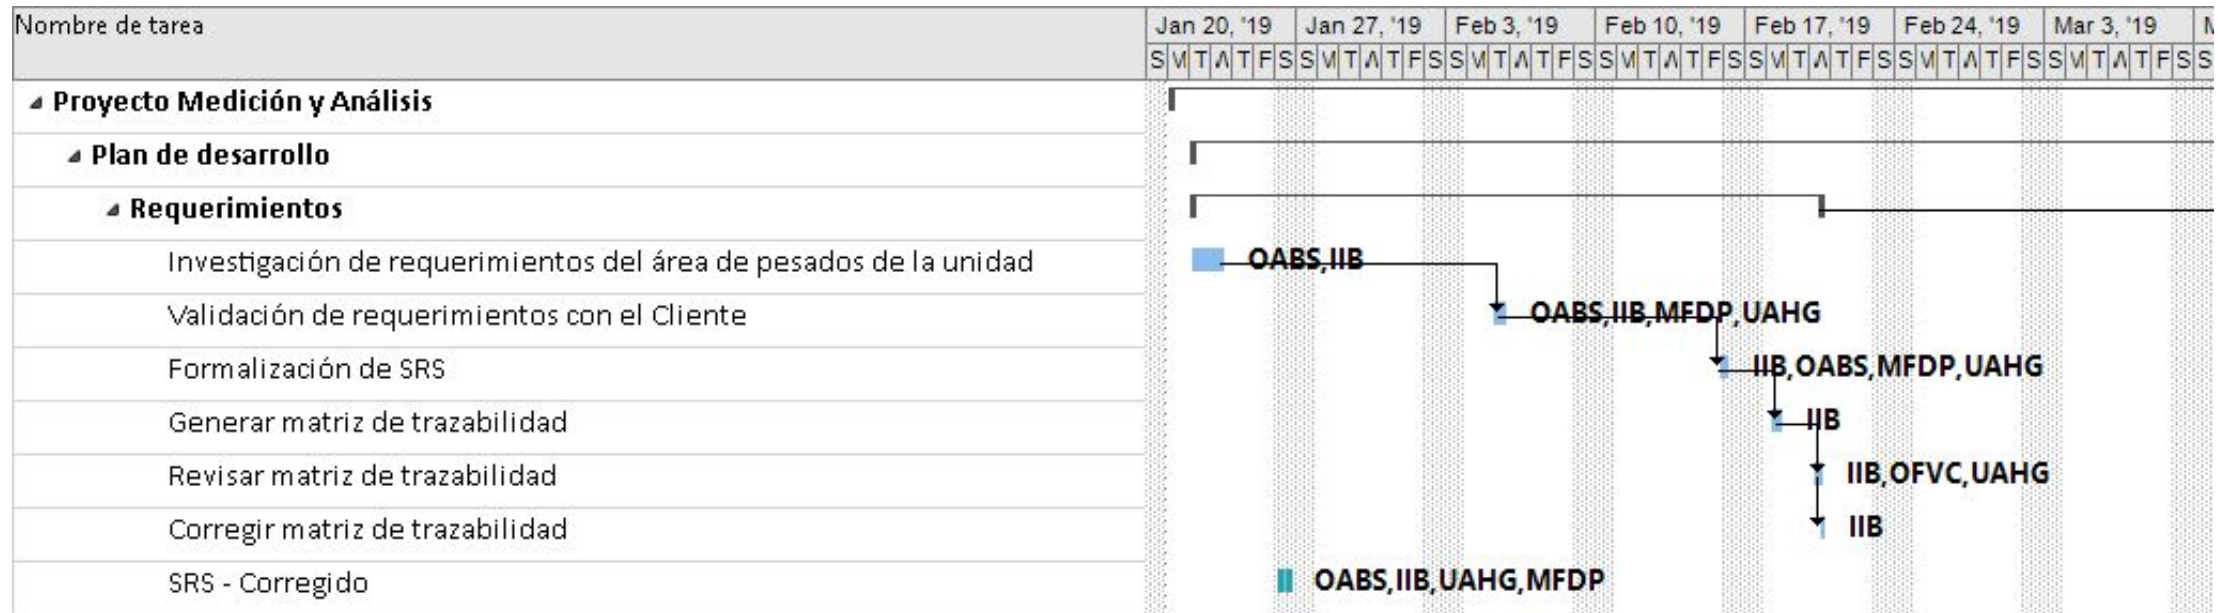 Nombre de tarea
Jan 20, '19 Jan 27, '19 Feb 3, '19 Feb 10, '19 Feb 17, '19 Feb 24, '19 Mar 3, '19
S M T W T F S S M T W T F S S M T W T F S S M T W T F S S M T W T F S S M T W T F S S M T W T F S S
Proyecto Medición y Análisis
Plan de desarrollo
Requerimientos
Investigación de requerimientos del área de pesados de la unidad OABS,IIB
Validación de requerimientos con el Cliente OABS,IIB,MFDP,UAHG
Formalización de SRS IIB,OABS,MFDP,UAHG
Generar matriz de trazabilidad IIB
Revisar matriz de trazabilidad IIB,OFVC,UAHG
Corregir matriz de trazabilidad IIB
SRS - Corregido OABS,IIB,UAHG,MFDP